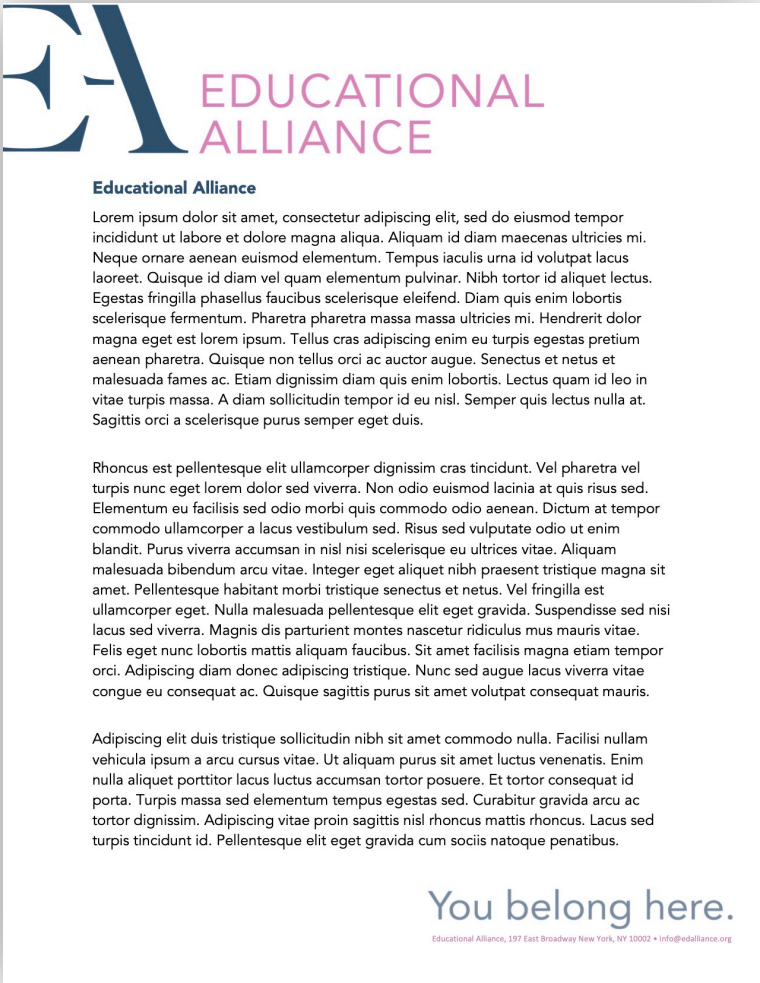 EA
EDUCATIONAL
ALLIANCE
Educational Alliance
Lorem ipsum dolor sit amet, consectetur adipiscing elit, sed do eiusmod tempor
incididunt ut labore et dolore magna aliqua. Aliquam id diam maecenas ultricies mi.
Neque ornare aenean euismod elementum. Tempus iaculis urna id volutpat lacus
laoreet. Quisque id diam vel quam elementum pulvinar. Nibh tortor id aliquet lectus.
Egestas fringilla phasellus faucibus scelerisque eleifend. Diam quis enim lobortis
scelerisque fermentum. Pharetra pharetra massa massa ultricies mi. Hendrerit dolor
magna eget est lorem ipsum. Tellus cras adipiscing enim eu turpis egestas pretium
aenean pharetra. Quisque non tellus orci ac auctor augue. Senectus et netus et
malesuada fames ac. Etiam dignissim diam quis enim lobortis. Lectus quam id leo in
vitae turpis massa. A diam sollicitudin tempor id eu nisl. Semper quis lectus nulla at.
Sagittis orci a scelerisque purus semper eget duis.
Rhoncus est pellentesque elit ullamcorper dignissim cras tincidunt. Vel pharetra vel
turpis nunc eget lorem dolor sed viverra. Non odio euismod lacinia at quis risus sed.
Elementum eu facilisis sed odio morbi quis commodo odio aenean. Dictum at tempor
commodo ullamcorper a lacus vestibulum sed. Risus sed vulputate odio ut enim
blandit. Purus viverra accumsan in nisl nisi scelerisque eu ultrices vitae. Aliquam
malesuada bibendum arcu vitae. Integer eget aliquet nibh praesent tristique magna sit
amet. Pellentesque habitant morbi tristique senectus et netus. Vel fringilla est
ullamcorper eget. Nulla malesuada pellentesque elit eget gravida. Suspendisse sed nisi
lacus sed viverra. Magnis dis parturient montes nascetur ridiculus mus mauris vitae.
Felis eget nunc lobortis mattis aliquam faucibus. Sit amet facilisis magna etiam tempor
orci. Adipiscing diam donec adipiscing tristique. Nunc sed augue lacus viverra vitae
congue eu consequat ac. Quisque sagittis purus sit amet volutpat consequat mauris.
Adipiscing elit duis tristique sollicitudin nibh sit amet commodo nulla. Facilisi nullam
vehicula ipsum a arcu cursus vitae. Ut aliquam purus sit amet luctus venenatis. Enim
nulla aliquet porttitor lacus luctus accumsan tortor posuere. Et tortor consequat id
porta. Turpis massa sed elementum tempus egestas sed. Curabitur gravida arcu ac
tortor dignissim. Adipiscing vitae proin sagittis nisl rhoncus mattis rhoncus. Lacus sed
turpis tincidunt id. Pellentesque elit eget gravida cum sociis natoque penatibus.
You belong here.
Educational Alliance, 197 East Broadway New York, NY 10002 • info@edalliance.org